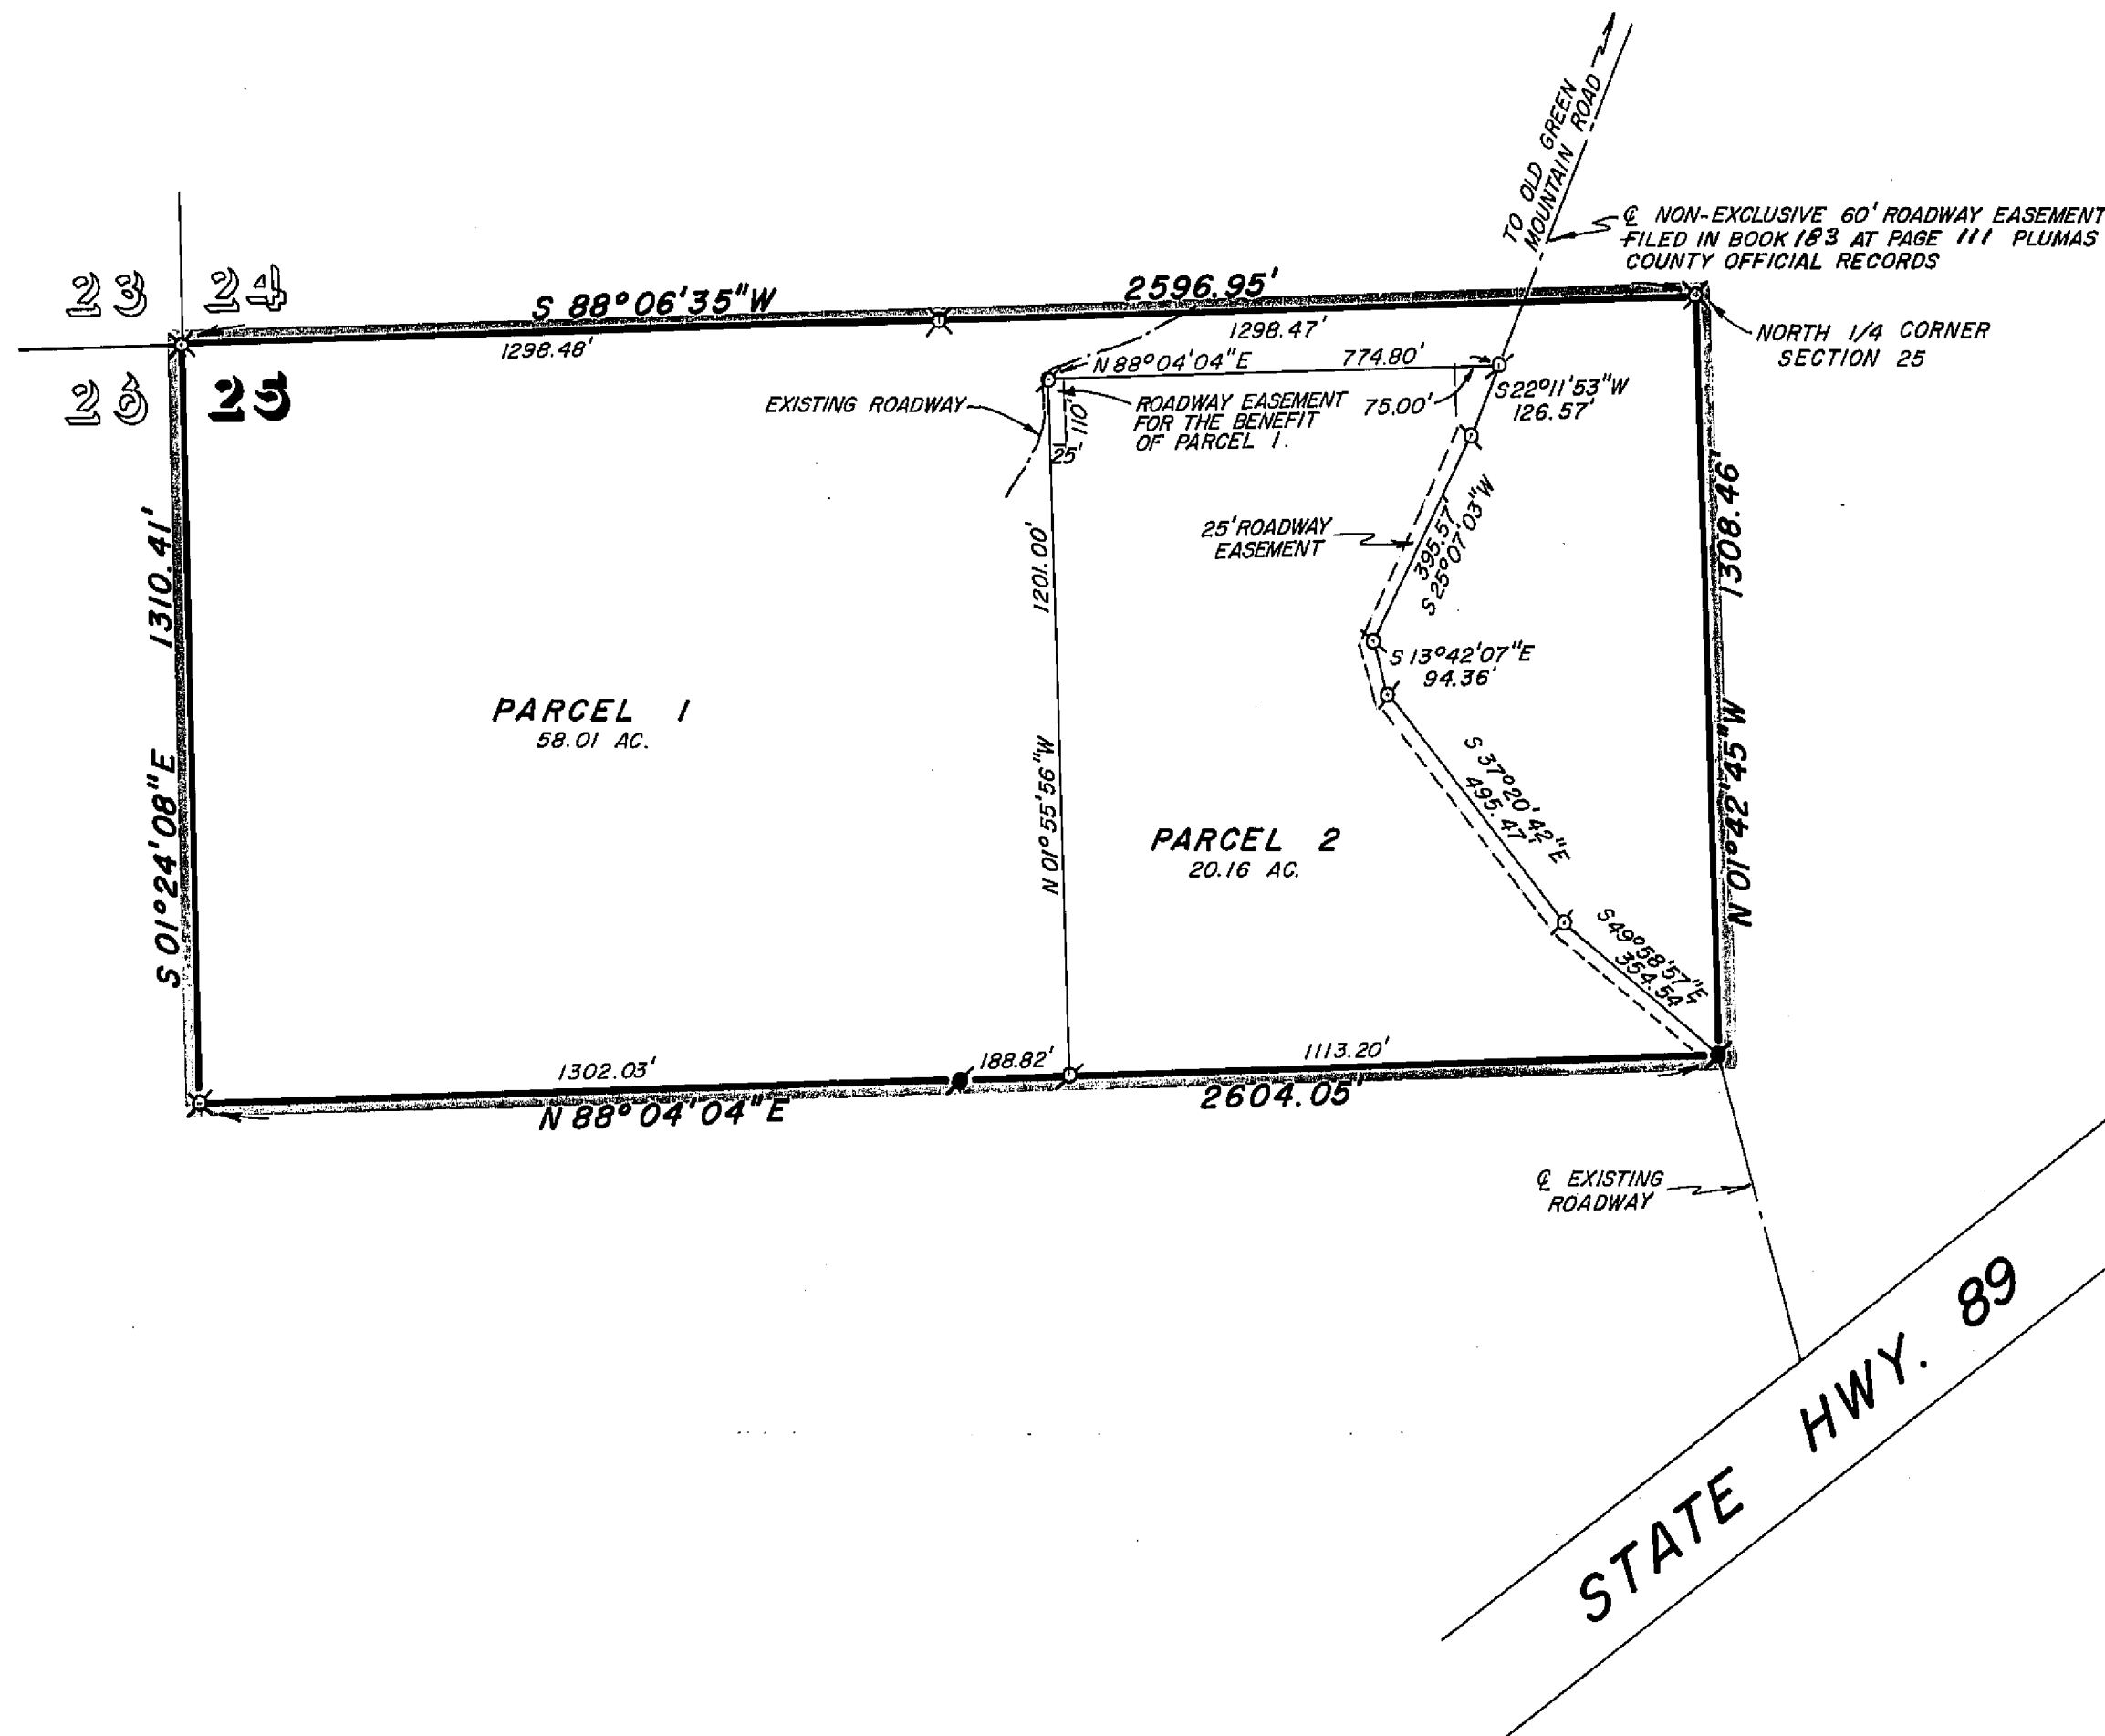 TO OLD GREEN
MOUNTAIN ROAD
℄ NON-EXCLUSIVE 60' ROADWAY EASEMENT
FILED IN BOOK 183 AT PAGE 111 PLUMAS
COUNTY OFFICIAL RECORDS
23 24
26 25
S 88°06'35"W
2596.95'
1298.48'
1298.47'
NORTH 1/4 CORNER
SECTION 25
N 88°04'04"E
774.80'
EXISTING ROADWAY
ROADWAY EASEMENT
FOR THE BENEFIT
OF PARCEL 1.
110'
25'
75.00'
S 22°11'53"W
126.57'
25' ROADWAY
EASEMENT
395.57'
S 25°07'03"W
1310.41'
S 01°24'08"E
1201.00'
N 01°55'56"W
1308.46'
N 01°42'45"W
S 13°42'07"E
94.36'
PARCEL 1
58.01 AC.
S 37°20'42"E
495.47'
PARCEL 2
20.16 AC.
S 49°58'57"E
354.54'
1302.03'
188.82'
1113.20'
N 88°04'04"E
2604.05'
℄ EXISTING
ROADWAY
STATE HWY. 89